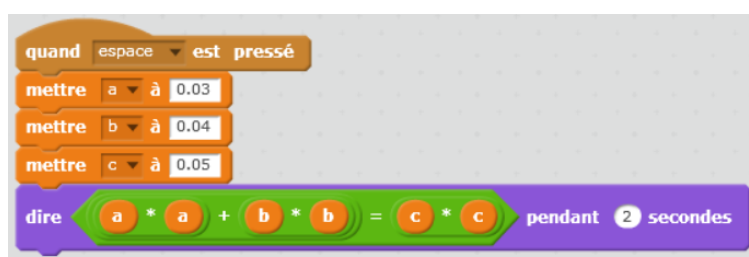 quand espace est pressé
mettre a à 0.03
mettre b à 0.04
mettre c à 0.05
dire a * a + b * b = c * c pendant 2 secondes